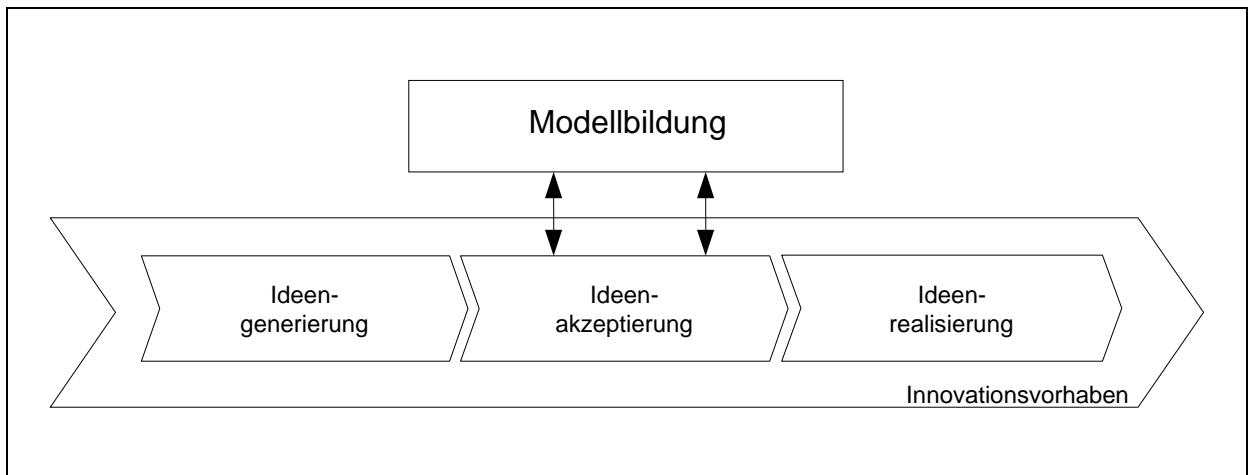 Modellbildung
Ideen-
generierung
Ideen-
akzeptierung
Ideen-
realisierung
Innovationsvorhaben